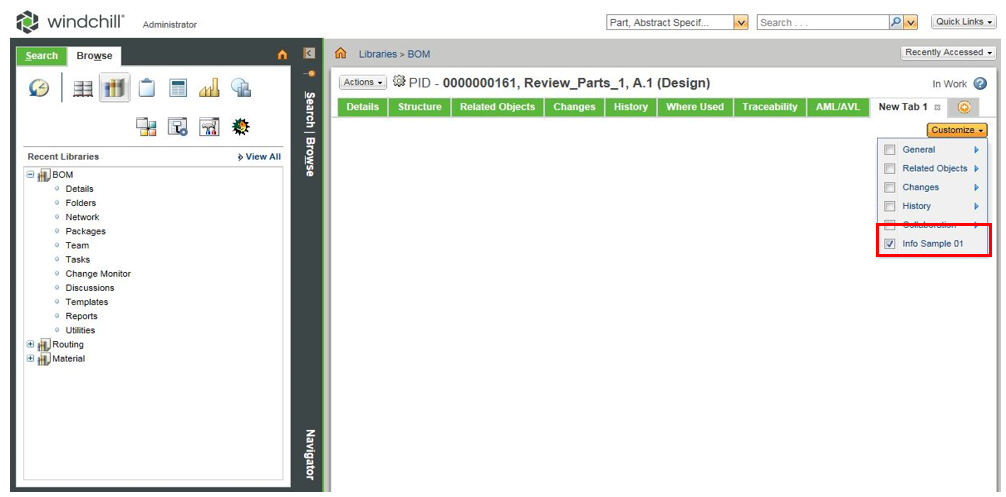 windchill
Administrator
Part, Abstract Specif...
Search . . .
Quick Links
Search
Browse
Libraries > BOM
Recently Accessed
Actions
PID - 0000000161, Review_Parts_1, A.1 (Design)
In Work
Details
Structure
Related Objects
Changes
History
Where Used
Traceability
AML/AVL
New Tab 1
Customize
General
Related Objects
Changes
History
Collaboration
Info Sample 01
Recent Libraries
View All
BOM
Details
Folders
Network
Packages
Team
Tasks
Change Monitor
Discussions
Templates
Reports
Utilities
Routing
Material
Search | Browse
Navigator